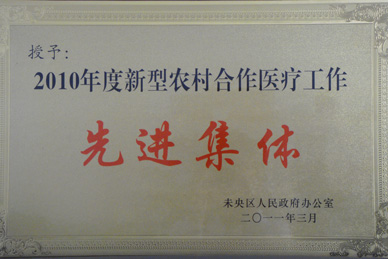 授予：
2010年度新型农村合作医疗工作
先进集体
未央区人民政府办公室
二〇一一年三月